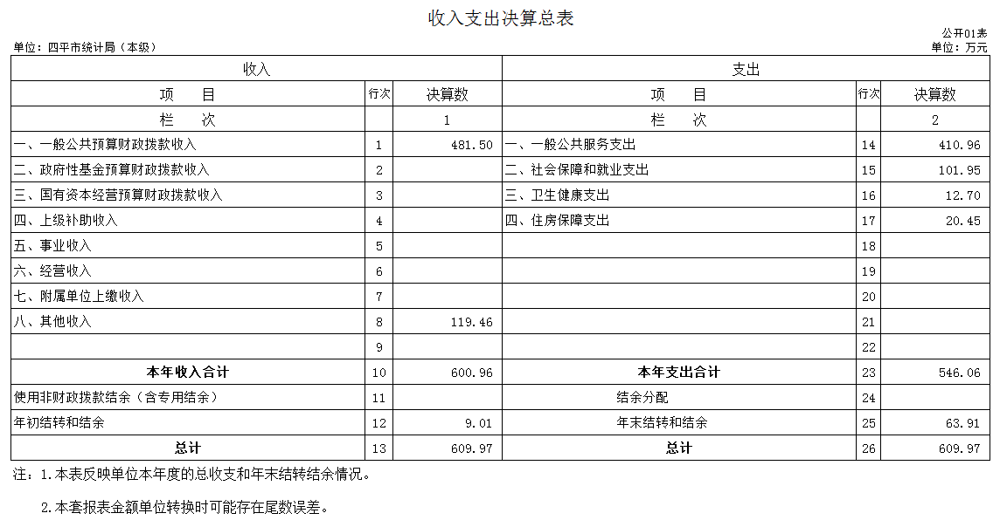 收入支出决算总表
公开01表
单位：四平市统计局（本级） 单位：万元
收入 支出
项 目 行次 决算数 项 目 行次 决算数
栏 次 1 栏 次 2
一、一般公共预算财政拨款收入 1 481.50 一、一般公共服务支出 14 410.96
二、政府性基金预算财政拨款收入 2 二、社会保障和就业支出 15 101.95
三、国有资本经营预算财政拨款收入 3 三、卫生健康支出 16 12.70
四、上级补助收入 4 四、住房保障支出 17 20.45
五、事业收入 5 18
六、经营收入 6 19
七、附属单位上缴收入 7 20
八、其他收入 8 119.46 21
9 22
本年收入合计 10 600.96 本年支出合计 23 546.06
使用非财政拨款结余（含专用结余） 11 结余分配 24
年初结转和结余 12 9.01 年末结转和结余 25 63.91
总计 13 609.97 总计 26 609.97
注：1.本表反映单位本年度的总收支和年末结转结余情况。
2.本套报表金额单位转换时可能存在尾数误差。